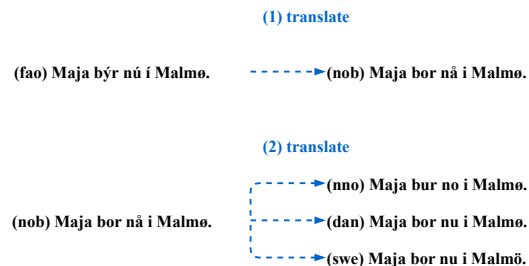 (1) translate
(fao) Maja býr nú í Malmø.
(nob) Maja bor nå i Malmø.
(2) translate
(nob) Maja bor nå i Malmø.
(nno) Maja bur no i Malmø.
(dan) Maja bor nu i Malmø.
(swe) Maja bor nu i Malmö.